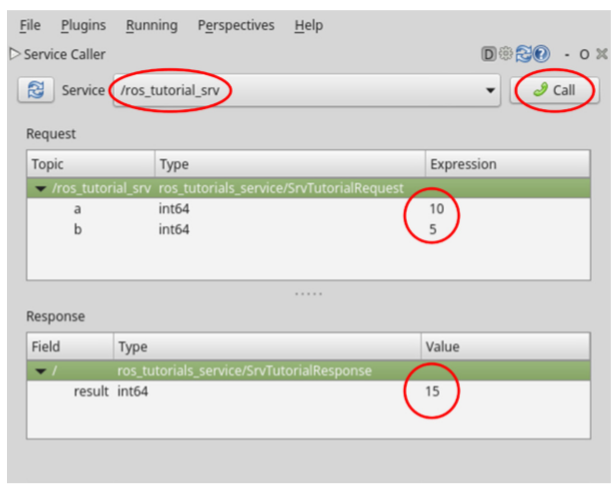 File Plugins Running Perspectives Help
Service Caller D - O
Service /ros_tutorial_srv Call
Request
Topic Type Expression
/ros_tutorial_srv ros_tutorials_service/SrvTutorialRequest
a int64 10
b int64 5
Response
Field Type Value
/ ros_tutorials_service/SrvTutorialResponse
result int64 15